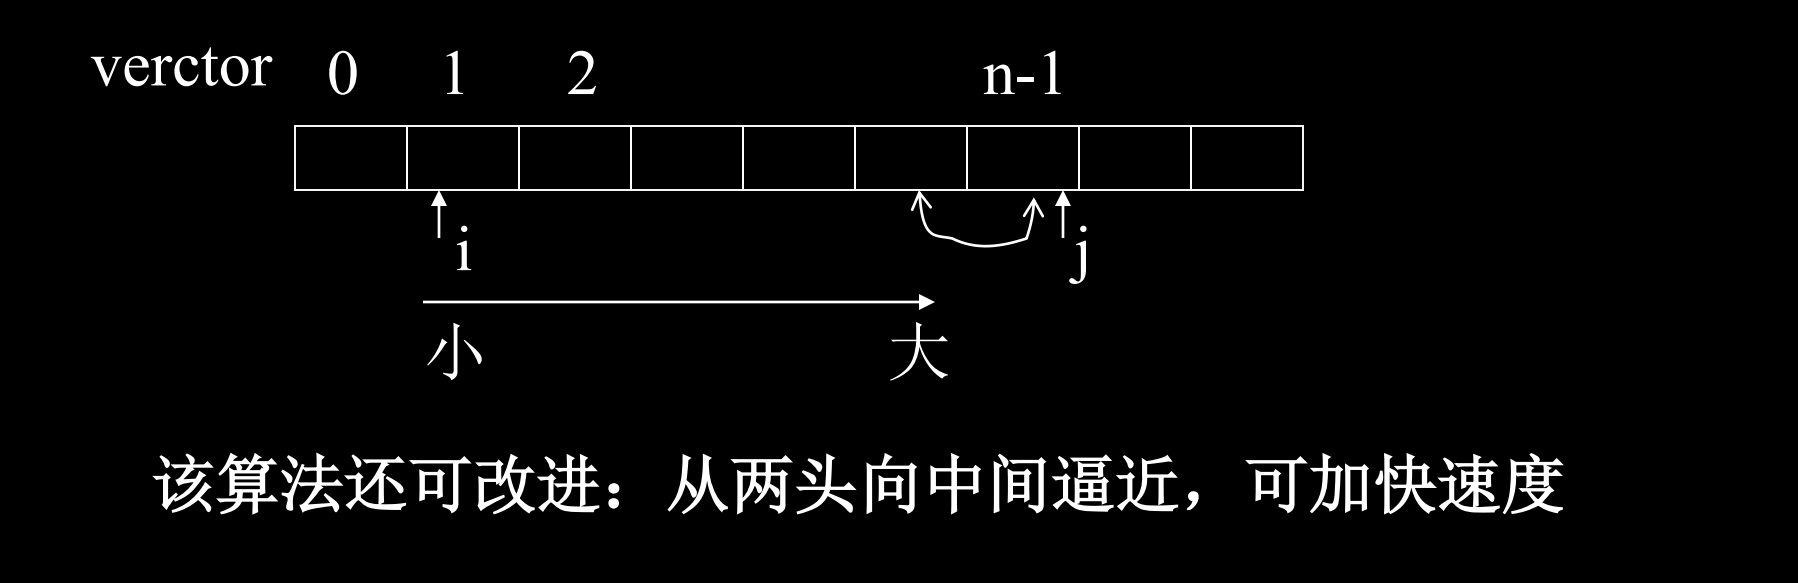 verctor 0 1 2 n-1
i j
小 大
该算法还可改进：从两头向中间逼近，可加快速度